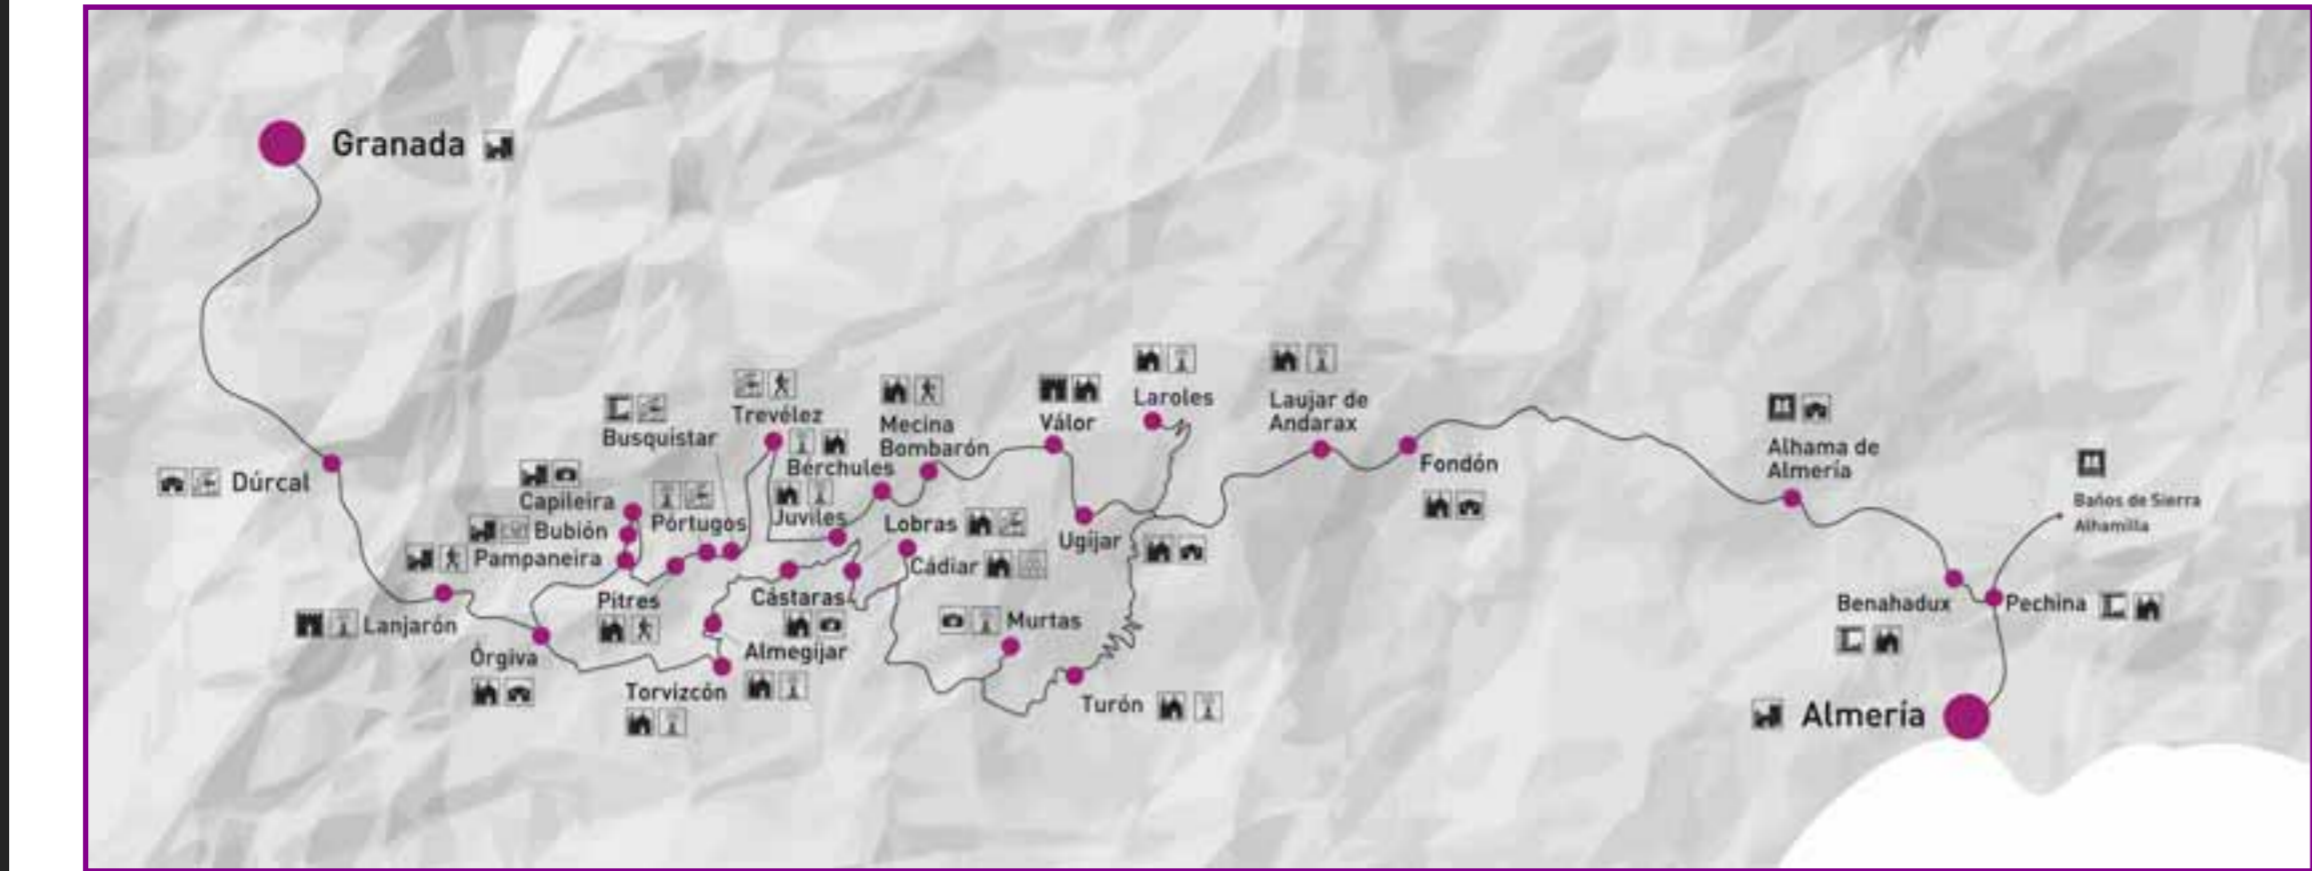 Granada
Dúrcal
Lanjarón
Órgiva
Capileira
Bubión
Pampaneira
Pitres
Pórtugos
Busquistar
Trevélez
Juviles
Bérchules
Mecina
Bombarón
Válor
Ugíjar
Laroles
Torvizcón
Almegíjar
Cástaras
Lobras
Cádiar
Murtas
Turón
Laujar de
Andarax
Fondón
Alhama de
Almería
Benahadux
Pechina
Baños de Sierra
Alhamilla
Almería